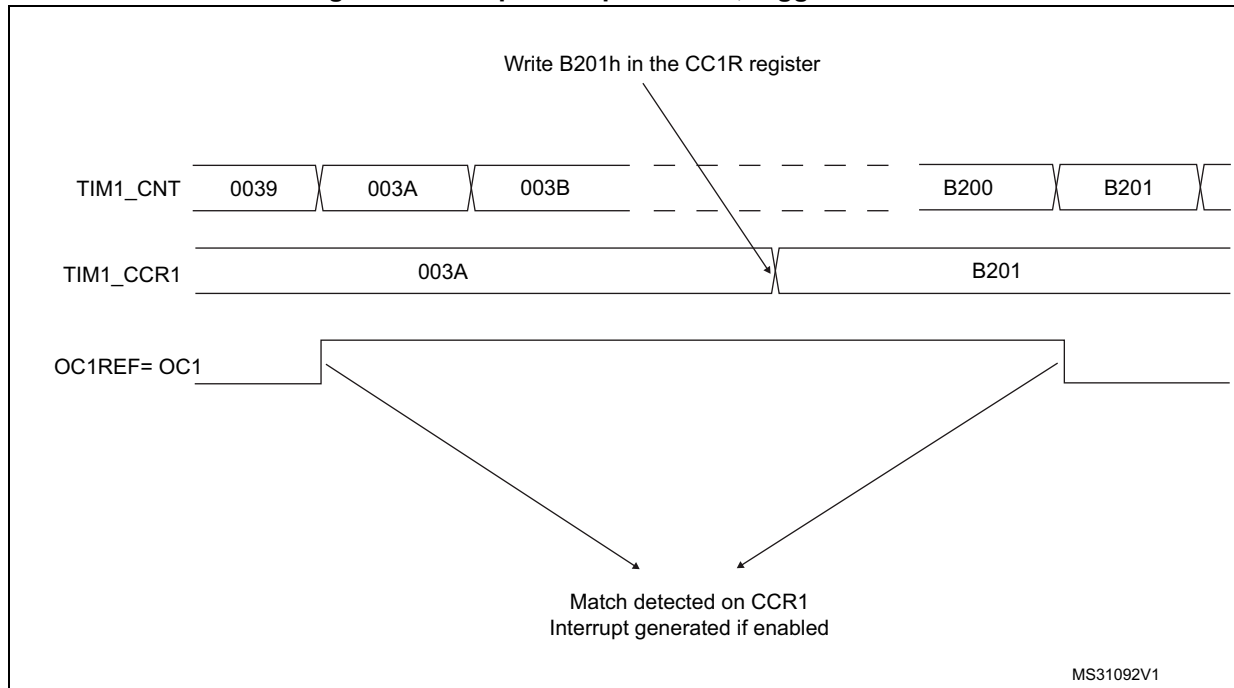 Write B201h in the CC1R register
TIM1_CNT 0039 003A 003B B200 B201
TIM1_CCR1 003A B201
OC1REF= OC1
Match detected on CCR1
Interrupt generated if enabled
MS31092V1